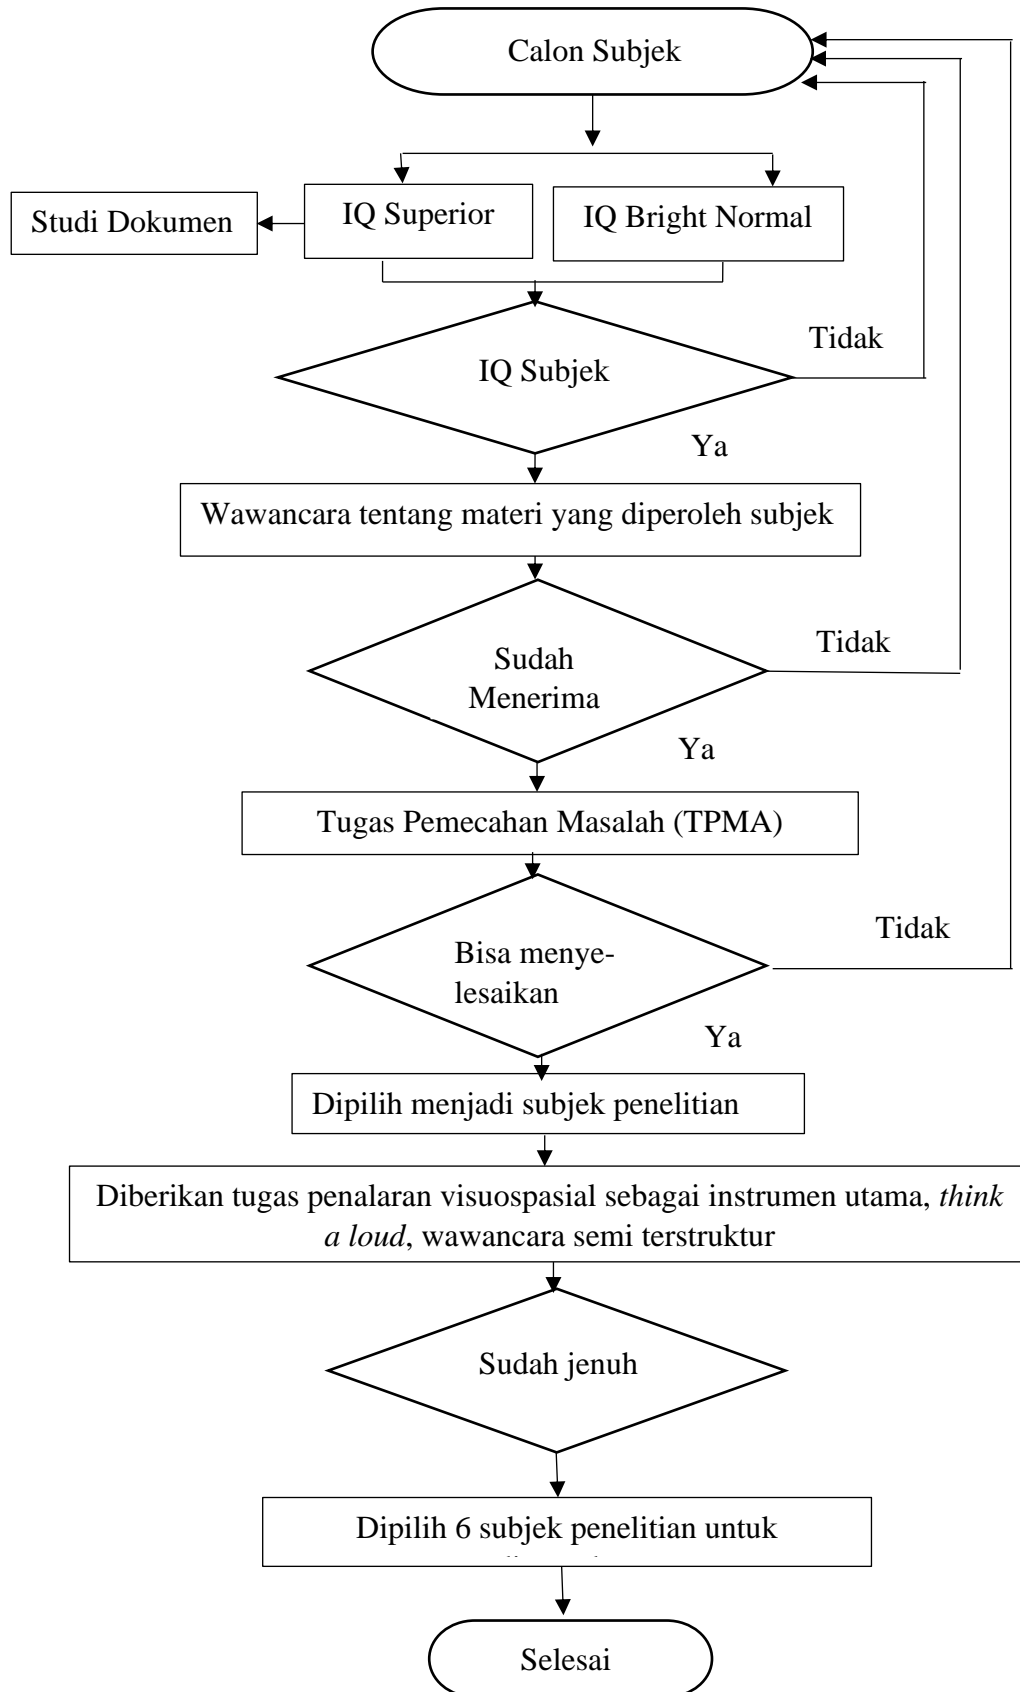 Calon Subjek
Studi Dokumen
IQ Superior
IQ Bright Normal
IQ Subjek
Tidak
Ya
Wawancara tentang materi yang diperoleh subjek
Sudah
Menerima
Tidak
Ya
Tugas Pemecahan Masalah (TPMA)
Bisa menye-
lesaikan
Tidak
Ya
Dipilih menjadi subjek penelitian
Diberikan tugas penalaran visuospasial sebagai instrumen utama, think
a loud, wawancara semi terstruktur
Sudah jenuh
Dipilih 6 subjek penelitian untuk
Selesai